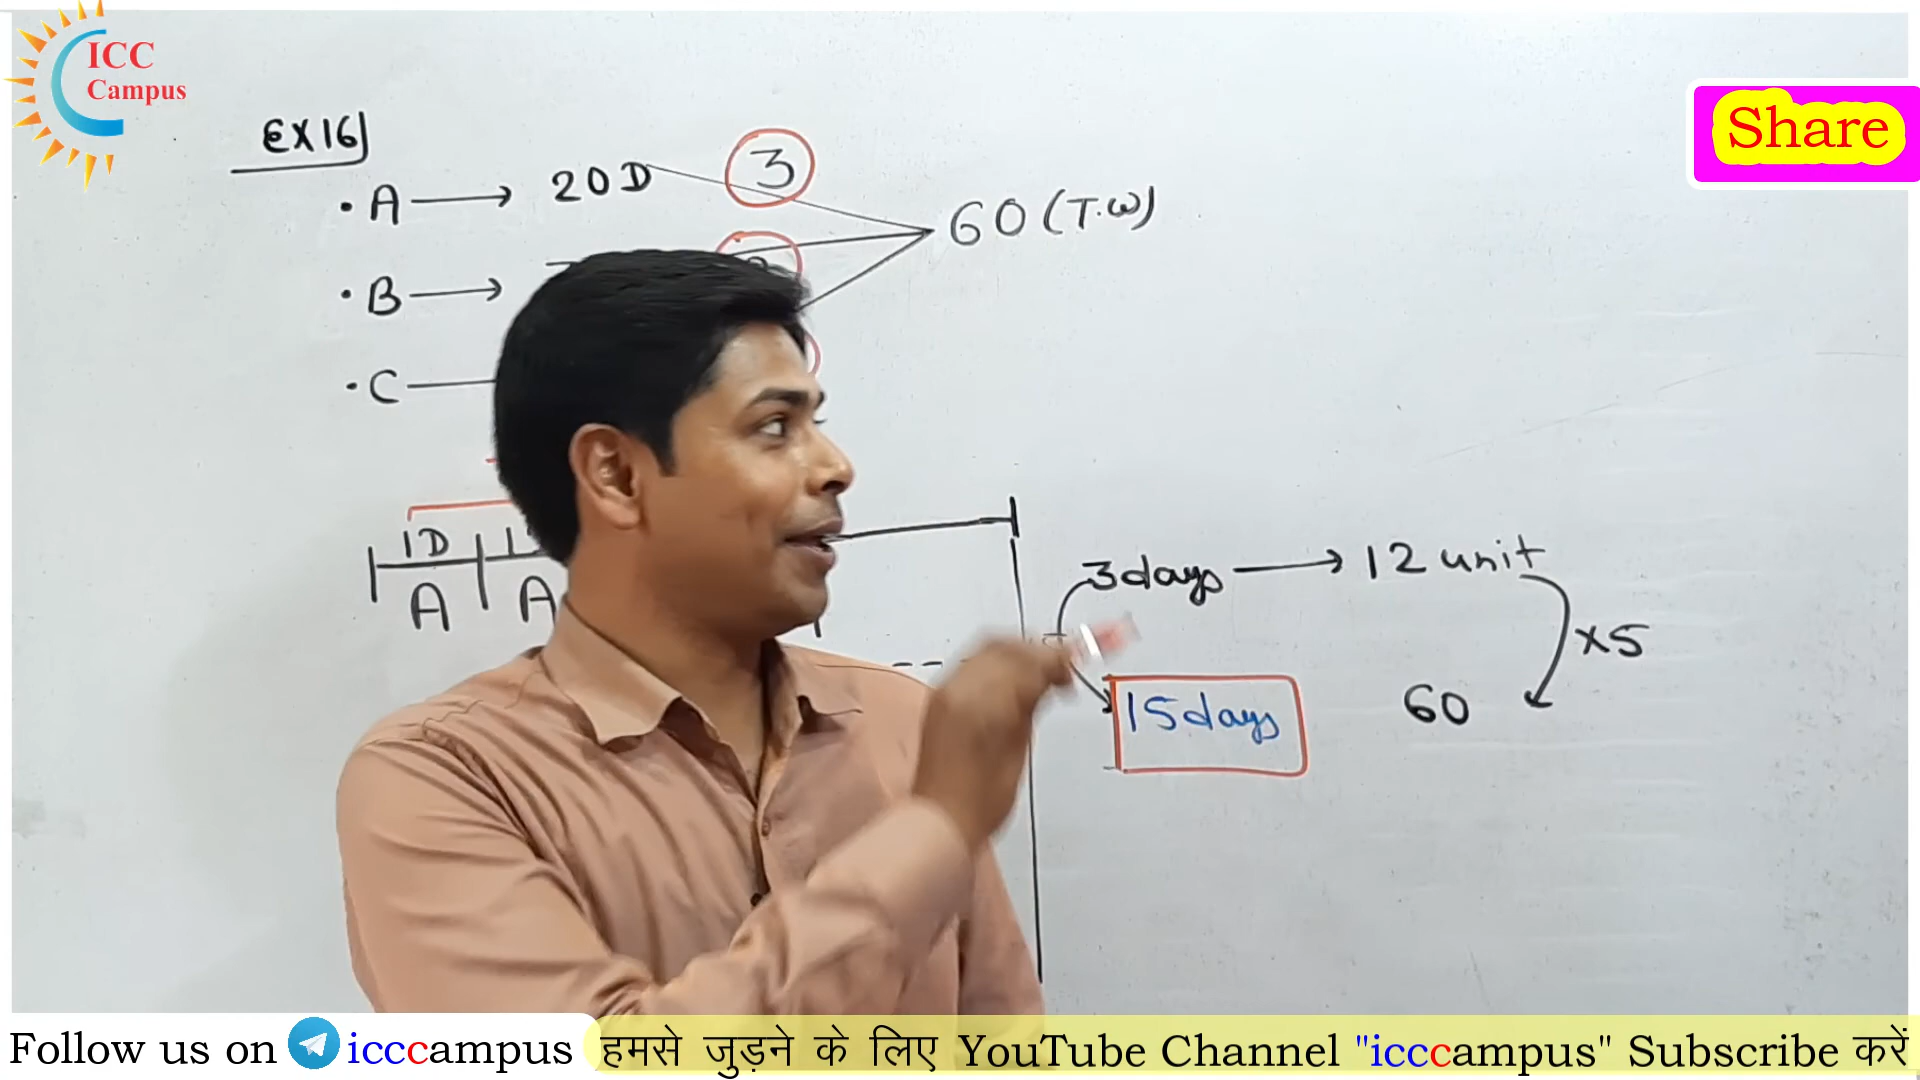 ICC
Campus
Share
EX16
• A → 20D 3
60 (T.W)
• B →
• C
1D
A A
3days → 12 unit
×5
15days 60
Follow us on icccampus हमसे जुड़ने के लिए YouTube Channel "icccampus" Subscribe करें